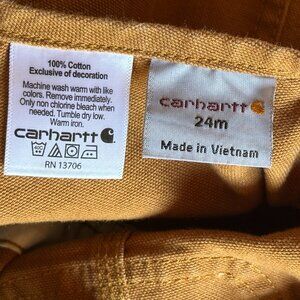 100% Cotton
Exclusive of decoration
Machine wash warm with like
colors. Remove immediately.
Only non chlorine bleach when
needed. Tumble dry low.
Warm iron.
carhartt
RN 13706
carhartt
24m
Made in Vietnam